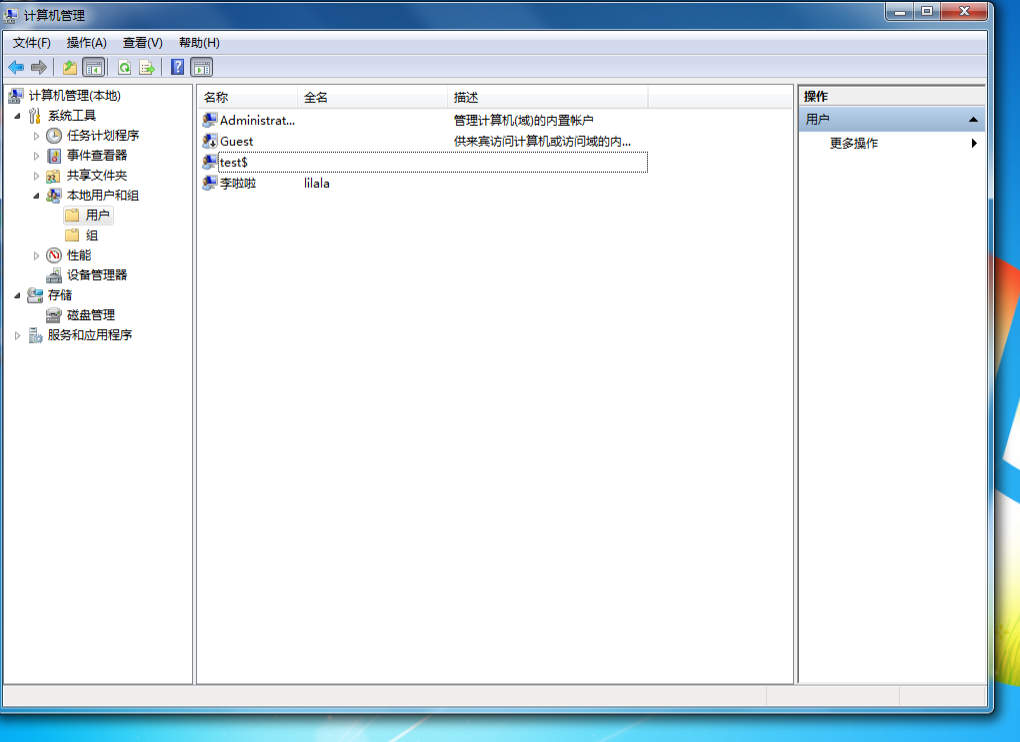 计算机管理
文件(F) 操作(A) 查看(V) 帮助(H)
计算机管理(本地)
系统工具
任务计划程序
事件查看器
共享文件夹
本地用户和组
用户
组
性能
设备管理器
存储
磁盘管理
服务和应用程序
名称 全名 描述
Administrat... 管理计算机(域)的内置帐户
Guest 供来宾访问计算机或访问域的内...
test$
李啦啦 lilala
操作
用户
更多操作